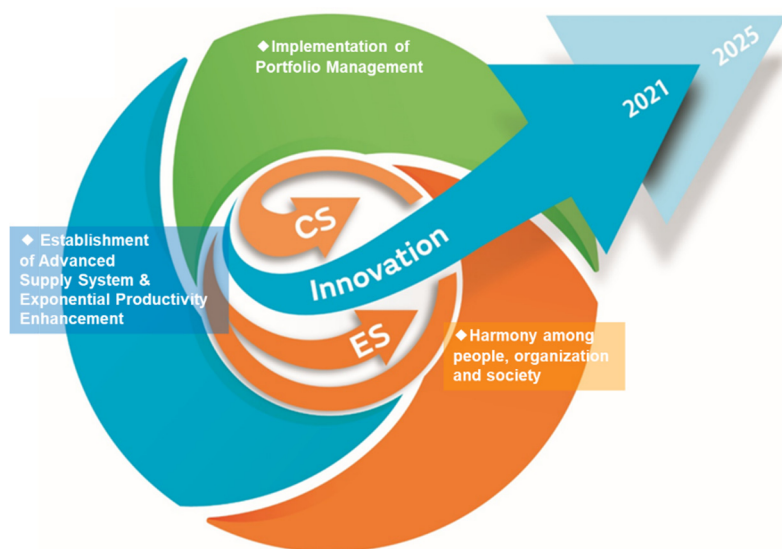 ◆Implementation of
Portfolio Management
2025
2021
◆ Establishment
of Advanced
Supply System &
Exponential Productivity
Enhancement
CS
Innovation
ES
◆Harmony among
people, organization
and society